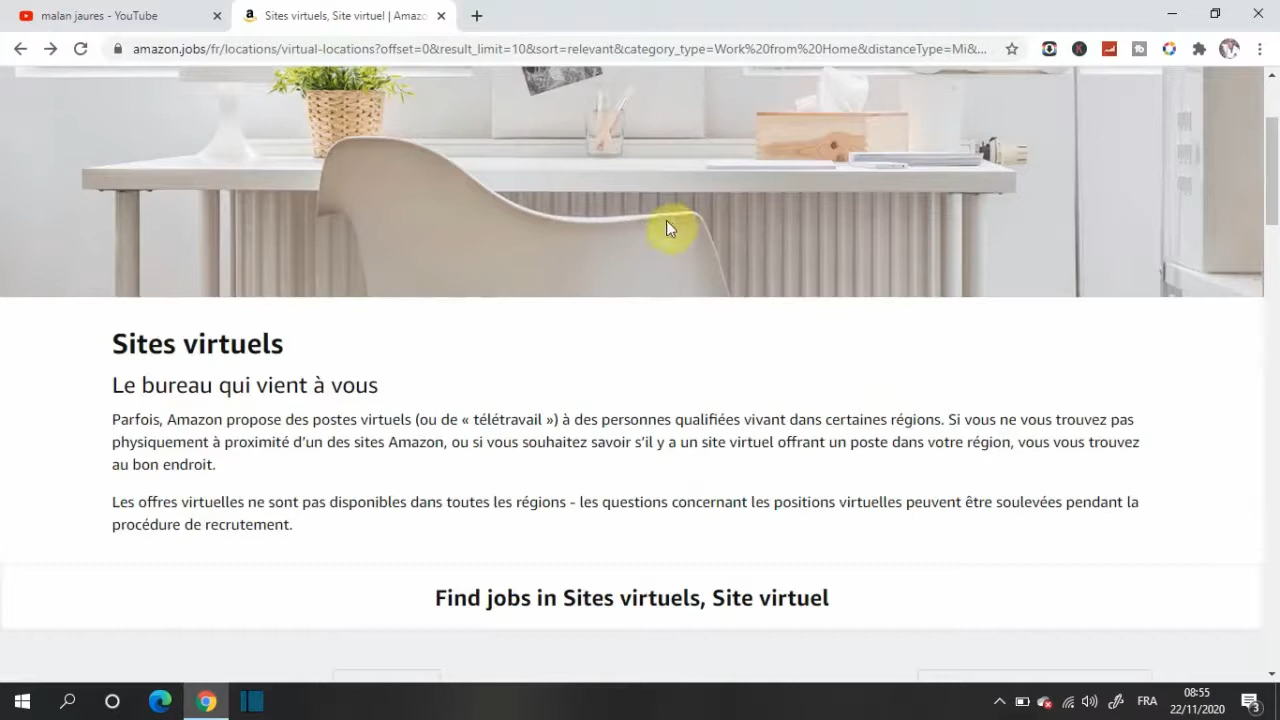 malan jaures - YouTube
Sites virtuels, Site virtuel | Amazo
amazon.jobs/fr/locations/virtual-locations?offset=0&result_limit=10&sort=relevant&category_type=Work%20from%20Home&distanceType=Mi&...
Sites virtuels
Le bureau qui vient à vous
Parfois, Amazon propose des postes virtuels (ou de « télétravail ») à des personnes qualifiées vivant dans certaines régions. Si vous ne vous trouvez pas
physiquement à proximité d'un des sites Amazon, ou si vous souhaitez savoir s'il y a un site virtuel offrant un poste dans votre région, vous vous trouvez
au bon endroit.
Les offres virtuelles ne sont pas disponibles dans toutes les régions - les questions concernant les positions virtuelles peuvent être soulevées pendant la
procédure de recrutement.
Find jobs in Sites virtuels, Site virtuel
FRA
08:55
22/11/2020
3